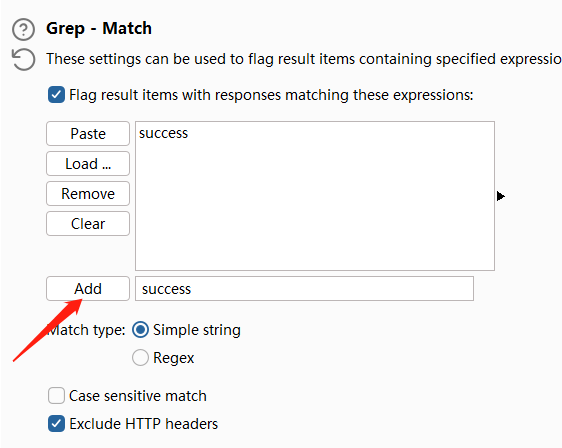 Grep - Match
These settings can be used to flag result items containing specified expressio
Flag result items with responses matching these expressions:
Paste
success
Load ...
Remove
Clear
Add
success
Match type:
Simple string
Regex
Case sensitive match
Exclude HTTP headers